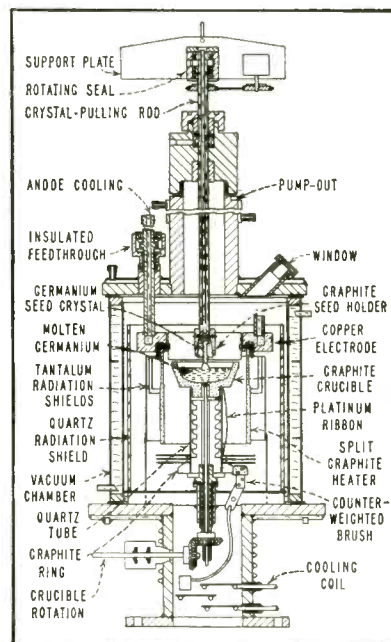 SUPPORT PLATE
ROTATING SEAL
CRYSTAL-PULLING ROD
ANODE COOLING
PUMP-OUT
INSULATED
FEEDTHROUGH
WINDOW
GERMANIUM
SEED CRYSTAL
GRAPHITE
SEED HOLDER
MOLTEN
GERMANIUM
COPPER
ELECTRODE
TANTALUM
RADIATION
SHIELDS
GRAPHITE
CRUCIBLE
PLATINUM
RIBBON
QUARTZ
RADIATION
SHIELD
SPLIT
GRAPHITE
HEATER
VACUUM
CHAMBER
COUNTER-
WEIGHTED
BRUSH
QUARTZ
TUBE
GRAPHITE
RING
CRUCIBLE
ROTATION
COOLING
COIL